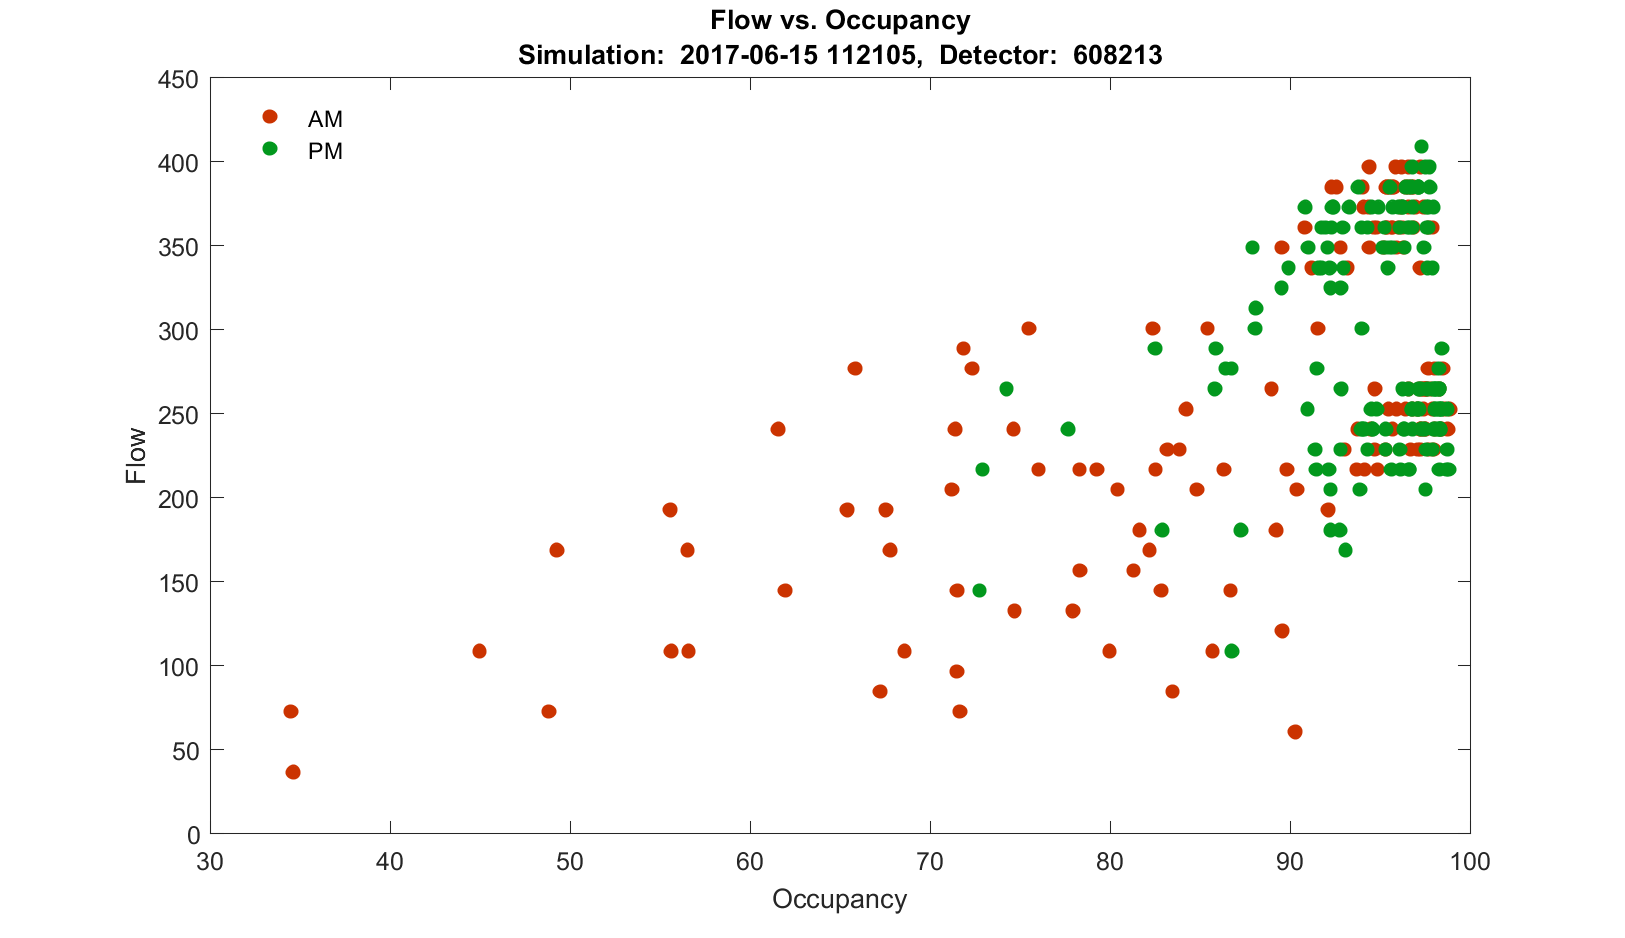 Flow vs. Occupancy
Simulation:  2017-06-15 112105,  Detector:  608213
450
400
350
300
250
200
150
100
50
0
AM
PM
Flow
30 40 50 60 70 80 90 100
Occupancy